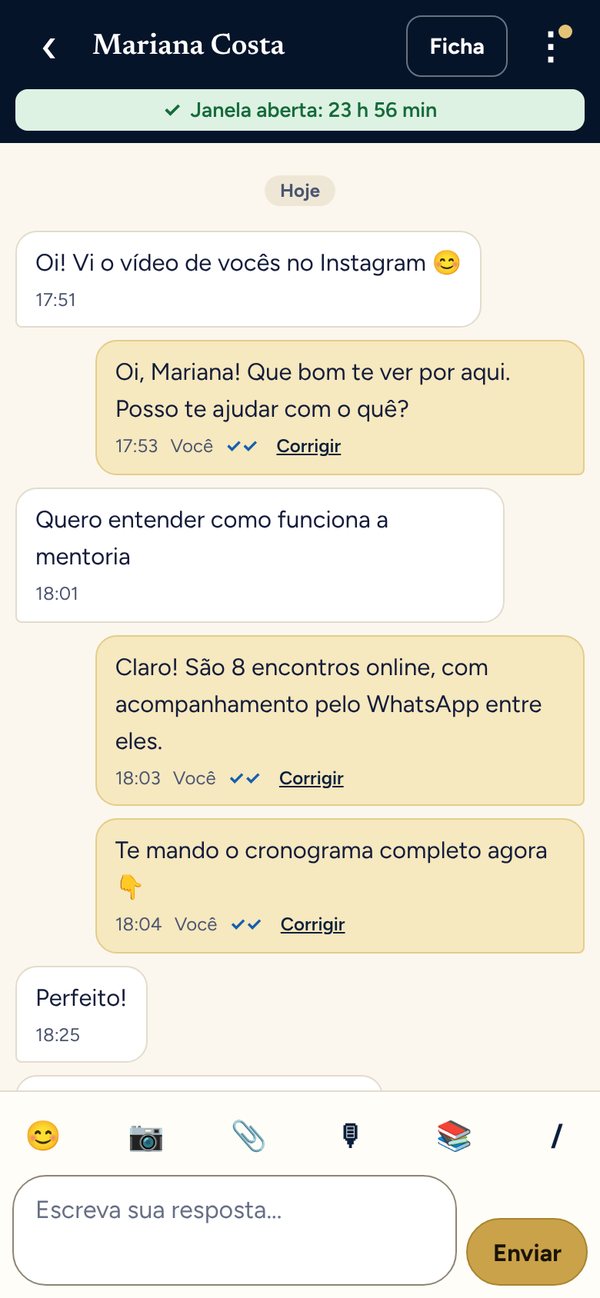 Mariana Costa
Ficha
✓ Janela aberta: 23 h 56 min
Hoje
Oi! Vi o vídeo de vocês no Instagram 😊
17:51
Oi, Mariana! Que bom te ver por aqui.
Posso te ajudar com o quê?
17:53 Você ✓✓ Corrigir
Quero entender como funciona a
mentoria
18:01
Claro! São 8 encontros online, com
acompanhamento pelo WhatsApp entre
eles.
18:03 Você ✓✓ Corrigir
Te mando o cronograma completo agora
👇
18:04 Você ✓✓ Corrigir
Perfeito!
18:25
/
Escreva sua resposta...
Enviar